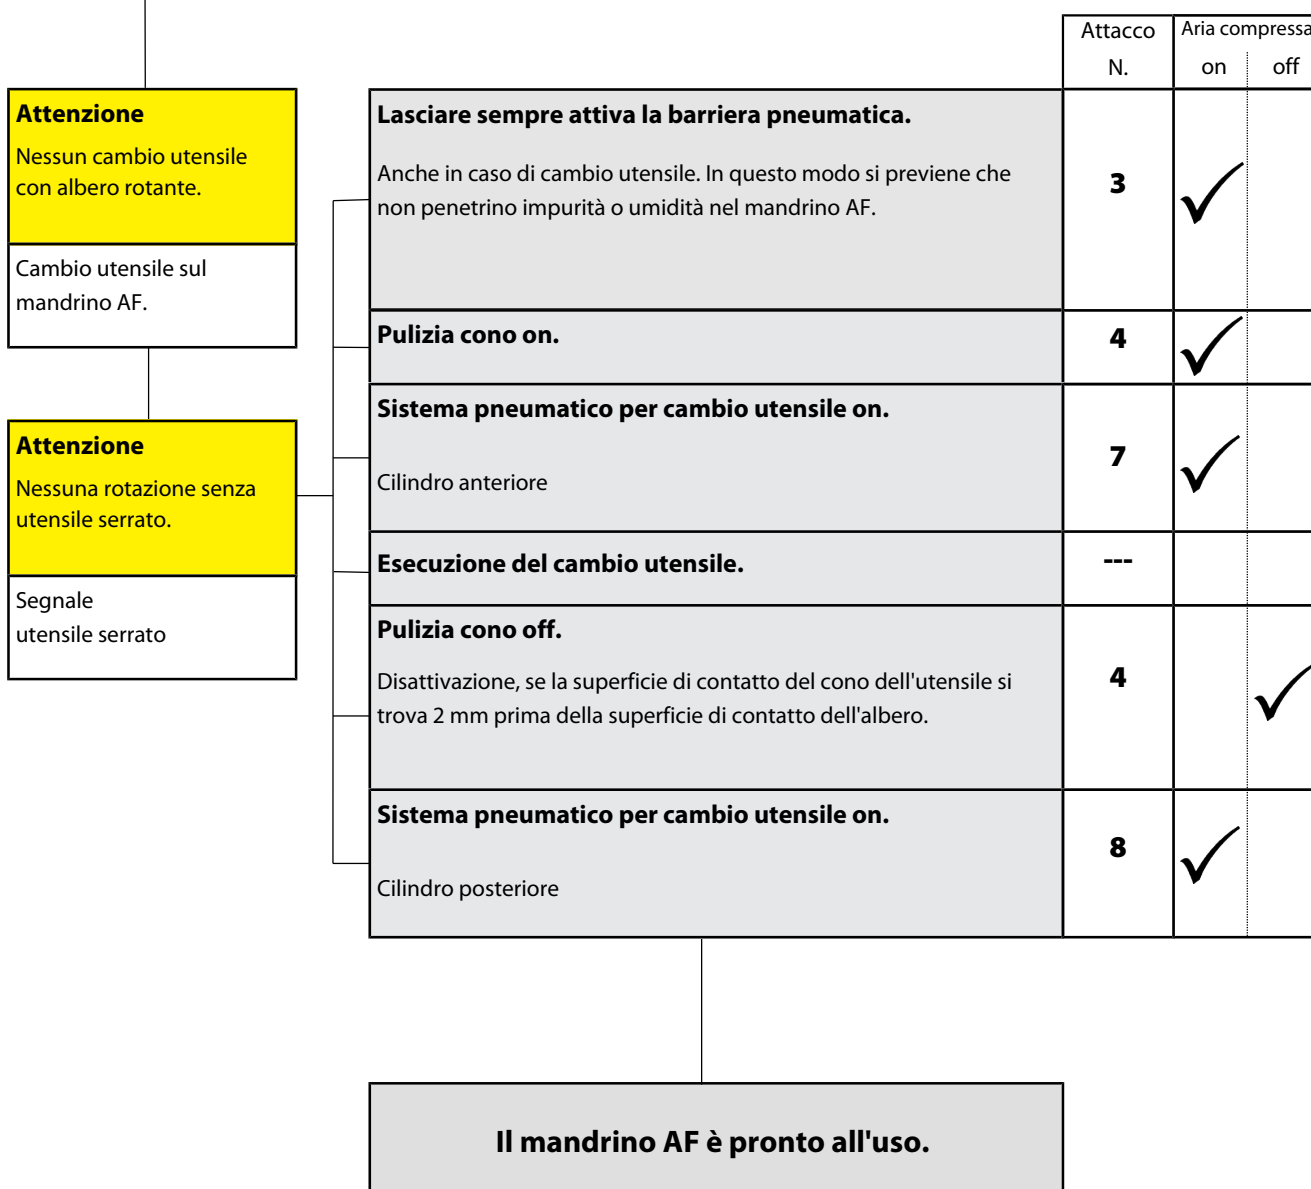 Attacco
Aria compressa
N.
on
off
Attenzione
Nessun cambio utensile
con albero rotante.
Cambio utensile sul
mandrino AF.
Attenzione
Nessuna rotazione senza
utensile serrato.
Segnale
utensile serrato
Lasciare sempre attiva la barriera pneumatica.
Anche in caso di cambio utensile. In questo modo si previene che
non penetrino impurità o umidità nel mandrino AF.
3
Pulizia cono on.
4
Sistema pneumatico per cambio utensile on.
Cilindro anteriore
7
Esecuzione del cambio utensile.
---
Pulizia cono off.
Disattivazione, se la superficie di contatto del cono dell'utensile si
trova 2 mm prima della superficie di contatto dell'albero.
4
Sistema pneumatico per cambio utensile on.
Cilindro posteriore
8
Il mandrino AF è pronto all'uso.